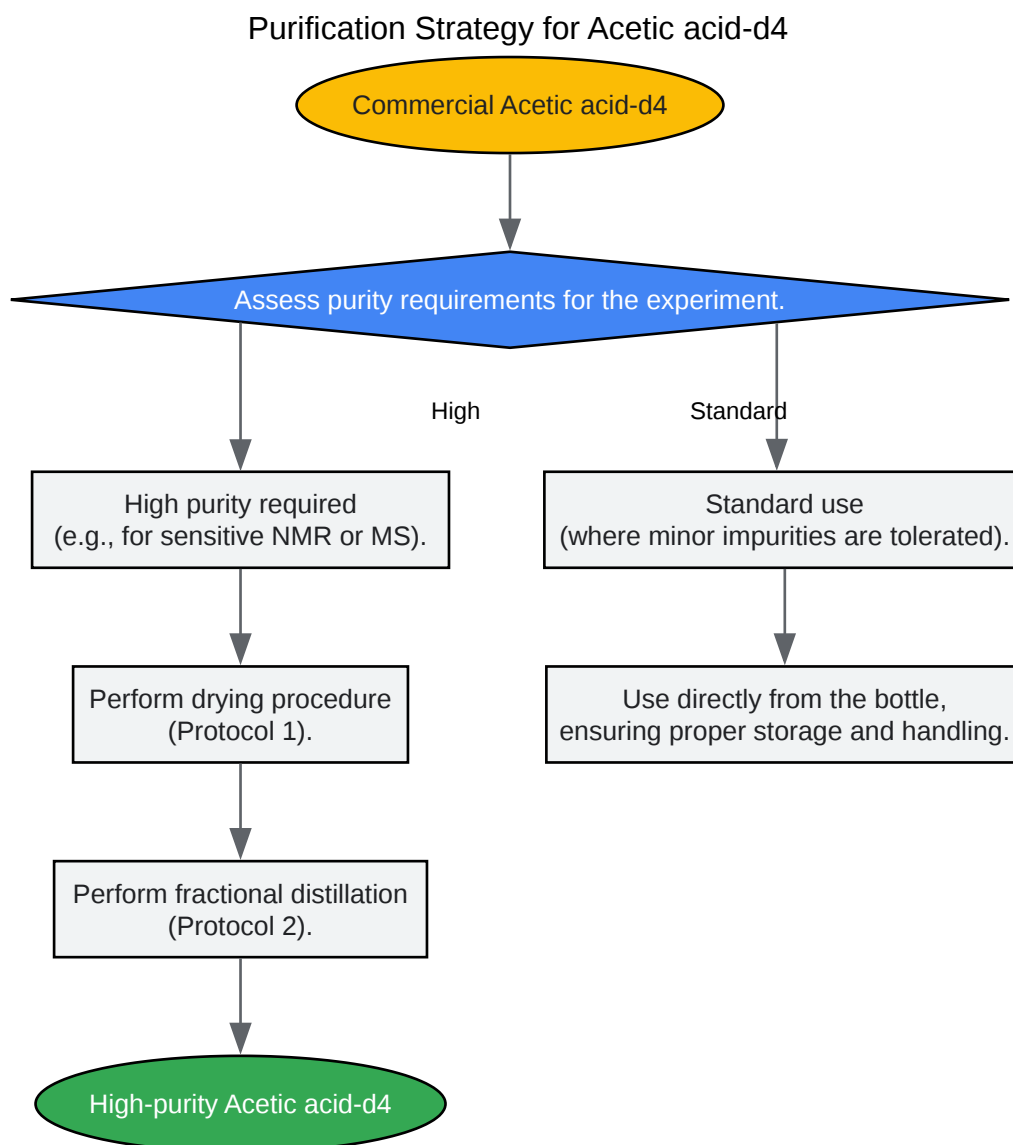 Purification Strategy for Acetic acid-d4
Commercial Acetic acid-d4
Assess purity requirements for the experiment.
High
Standard
High purity required
(e.g., for sensitive NMR or MS).
Standard use
(where minor impurities are tolerated).
Perform drying procedure
(Protocol 1).
Use directly from the bottle,
ensuring proper storage and handling.
Perform fractional distillation
(Protocol 2).
High-purity Acetic acid-d4